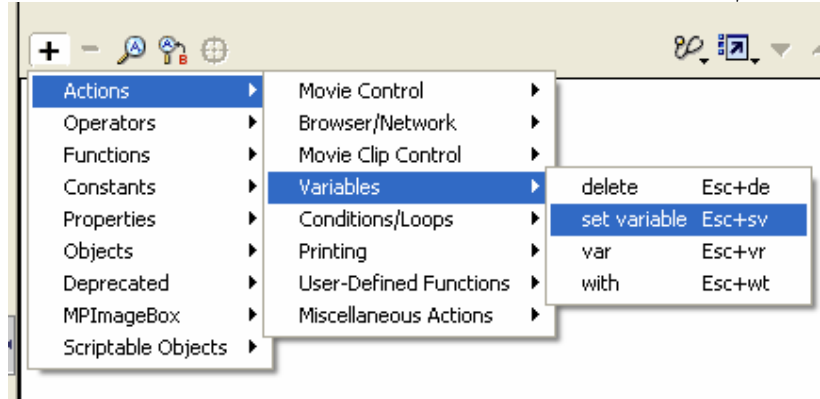 Actions
Operators
Functions
Constants
Properties
Objects
Deprecated
MPImageBox
Scriptable Objects
Movie Control
Browser/Network
Movie Clip Control
Variables
Conditions/Loops
Printing
User-Defined Functions
Miscellaneous Actions
delete Esc+de
set variable Esc+sv
var Esc+vr
with Esc+wt